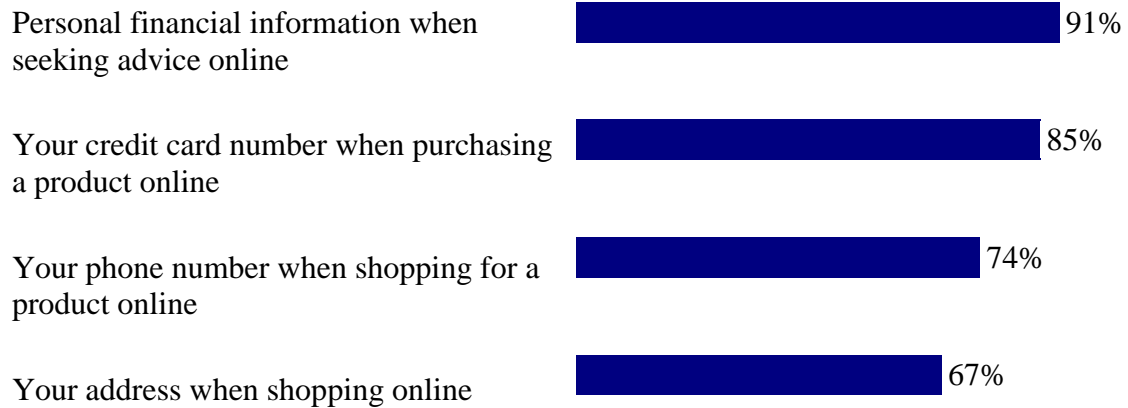 Personal financial information when
seeking advice online
91%
Your credit card number when purchasing
a product online
85%
Your phone number when shopping for a
product online
74%
Your address when shopping online
67%